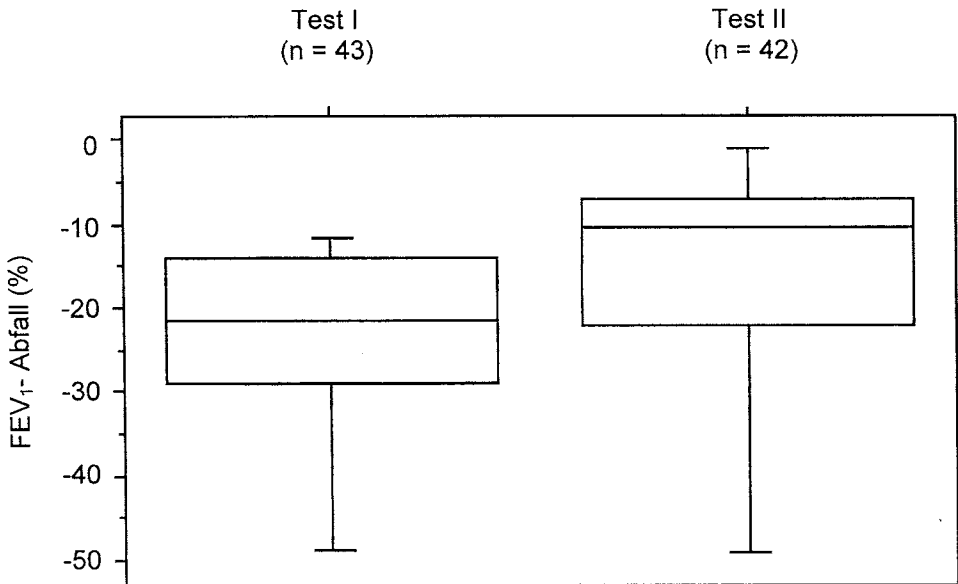 Test I
(n = 43)
Test II
(n = 42)
FEV₁- Abfall (%)
0
-10
-20
-30
-40
-50